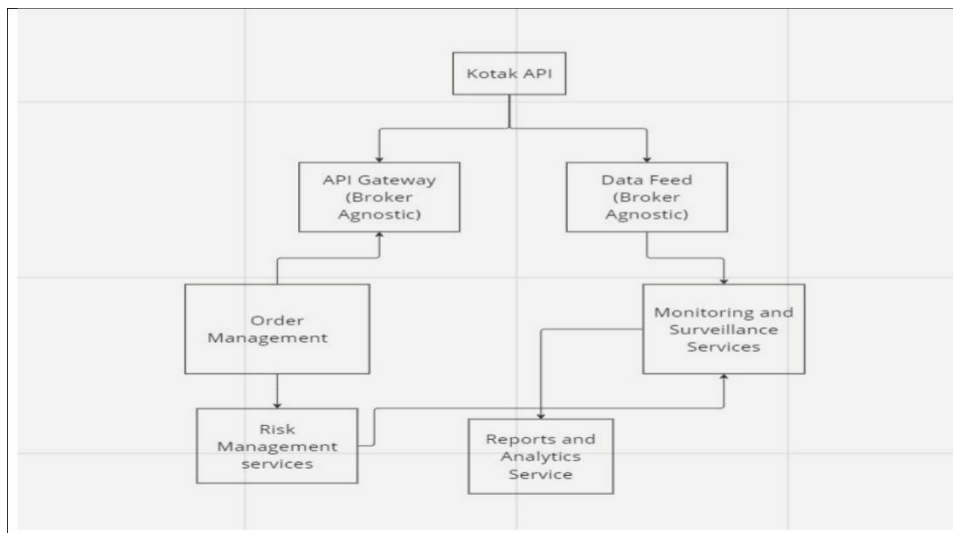 Kotak API
API Gateway
(Broker
Agnostic)
Data Feed
(Broker
Agnostic)
Order
Management
Monitoring and
Surveillance
Services
Risk
Management
services
Reports and
Analytics
Service